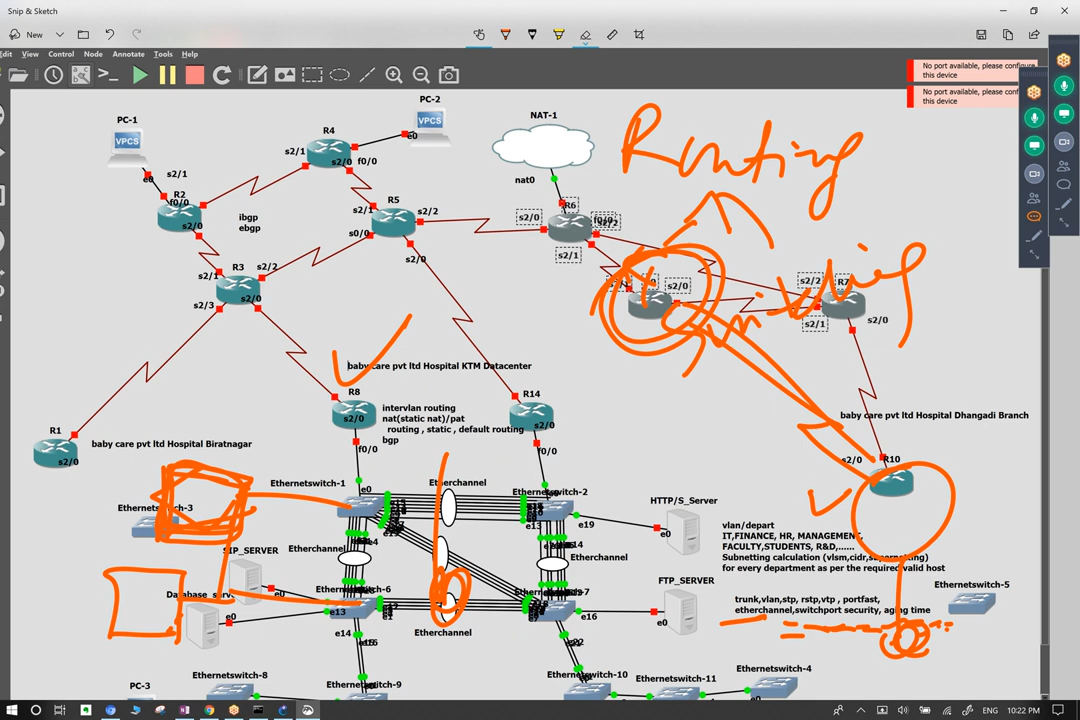 Snip & Sketch
New
Edit View Control Node Annotate Tools Help
No port available, please configure
this device
No port available, please conf
this device
PC-1
VPCS
e0
s2/1
R2
f0/0
s2/0
R4
s2/1
s2/0 f0/0
PC-2
VPCS
e0
NAT-1
nat0
Routing
ibgp
ebgp
R5
s2/1
s2/2
s0/0
s2/0
R6
s2/0
s2/1
R3
s2/1
s2/2
s2/3
s2/0
s2/0
R7
s2/2
s2/1
s2/0
baby care pvt ltd Hospital KTM Datacenter
R8
s2/0
f0/0
intervlan routing
nat(static nat)/pat
routing , static , default routing
bgp
R14
s2/0
f0/0
baby care pvt ltd Hospital Dhangadi Branch
s2/0
R10
R1
s2/0
baby care pvt ltd Hospital Biratnagar
Ethernetswitch-1
e0
Etherchannel
Ethernetswitch-2
e13
e19
HTTP/S_Server
e0
Ethernetswitch-3
Etherchannel
Etherchannel
vlan/depart
IT,FINANCE, HR, MANAGEMENT,
FACULTY,STUDENTS, R&D,......
Subnetting calculation (vlsm,cidr,supernetting)
for every department as per the required valid host
SIP_SERVER
e0
FTP_SERVER
e0
Ethernetswitch-5
e0
e13
e14
Etherchannel
e16
trunk,vlan,stp, rstp,vtp , portfast,
etherchannel,switchport security, aging time
PC-3
Ethernetswitch-8
Ethernetswitch-9
Ethernetswitch-10
Ethernetswitch-11
Ethernetswitch-4
ENG 10:22 PM